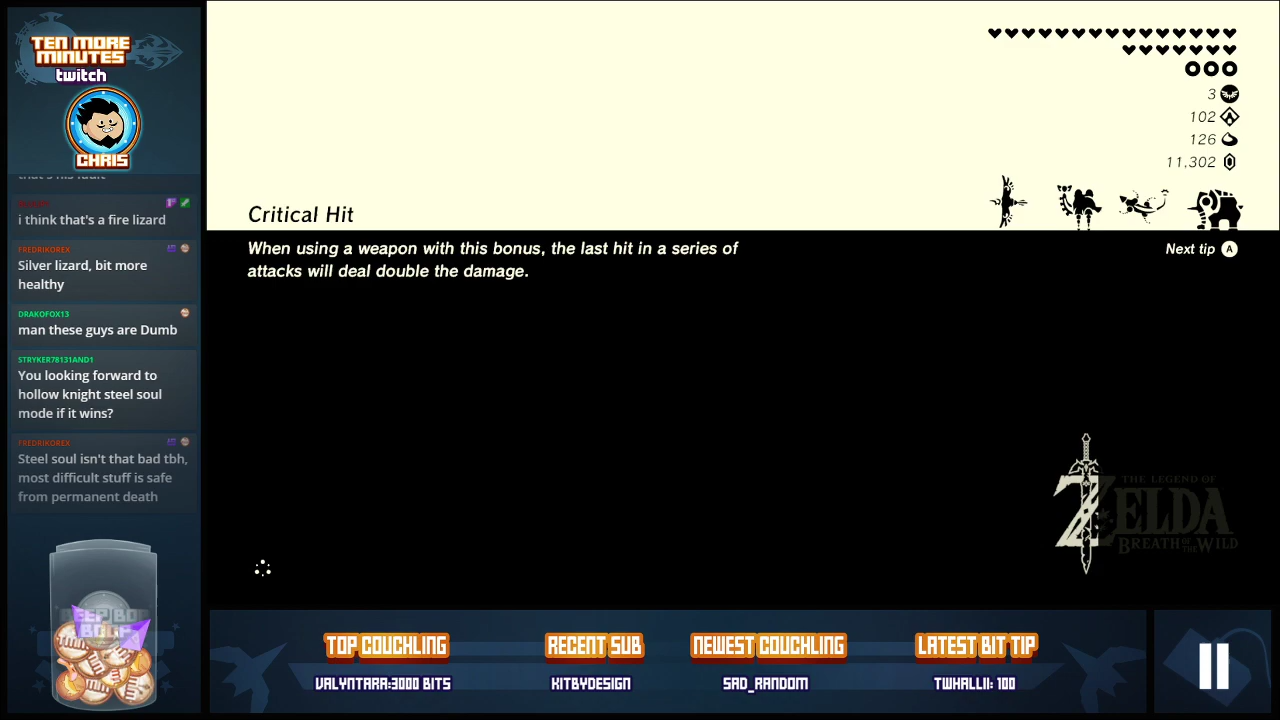 TEN MORE
MINUTES
twitch
CHRIS
i think that's a fire lizard
FREDRIKOREX
Silver lizard, bit more
healthy
DRAKOFOX13
man these guys are Dumb
STRYKER78131AND1
You looking forward to
hollow knight steel soul
mode if it wins?
FREDRIKOREX
Steel soul isn't that bad tbh,
most difficult stuff is safe
from permanent death
3
102
126
11,302
Critical Hit
When using a weapon with this bonus, the last hit in a series of
attacks will deal double the damage.
Next tip A
THE LEGEND OF
ZELDA
BREATH OF THE WILD
TOP COUCHLING
VALYNTARA:3000 BITS
RECENT SUB
KITBYDESIGN
NEWEST COUCHLING
SAD_RANDOM
LATEST BIT TIP
TWHALLII: 100